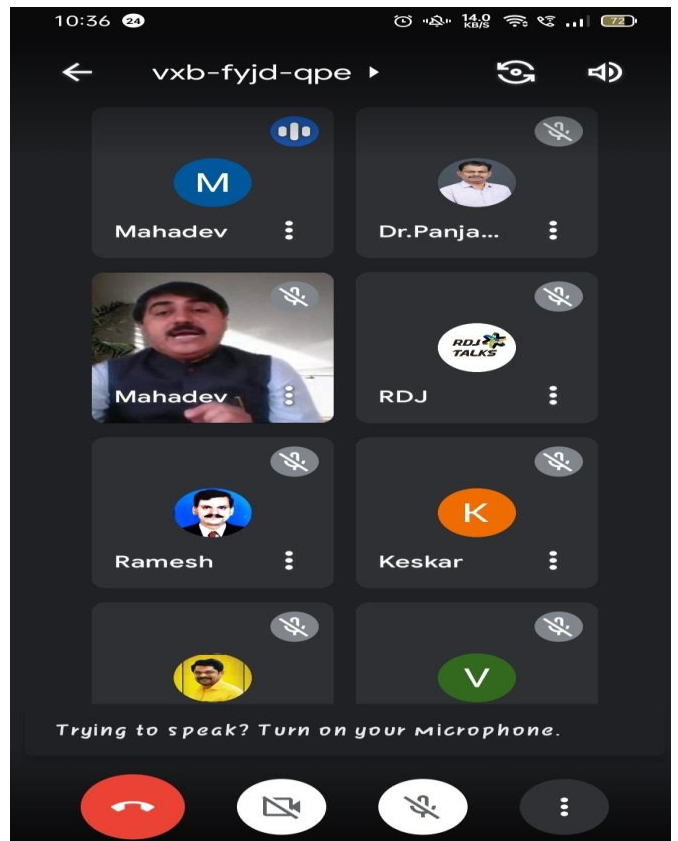 10:36 24 14.0 KB/S 72
vxb-fyjd-qpe
M
Mahadev
Dr.Panja...
Mahadev
RDJ TALKS
RDJ
Ramesh
K
Keskar
V
Trying to speak? Turn on your Microphone.